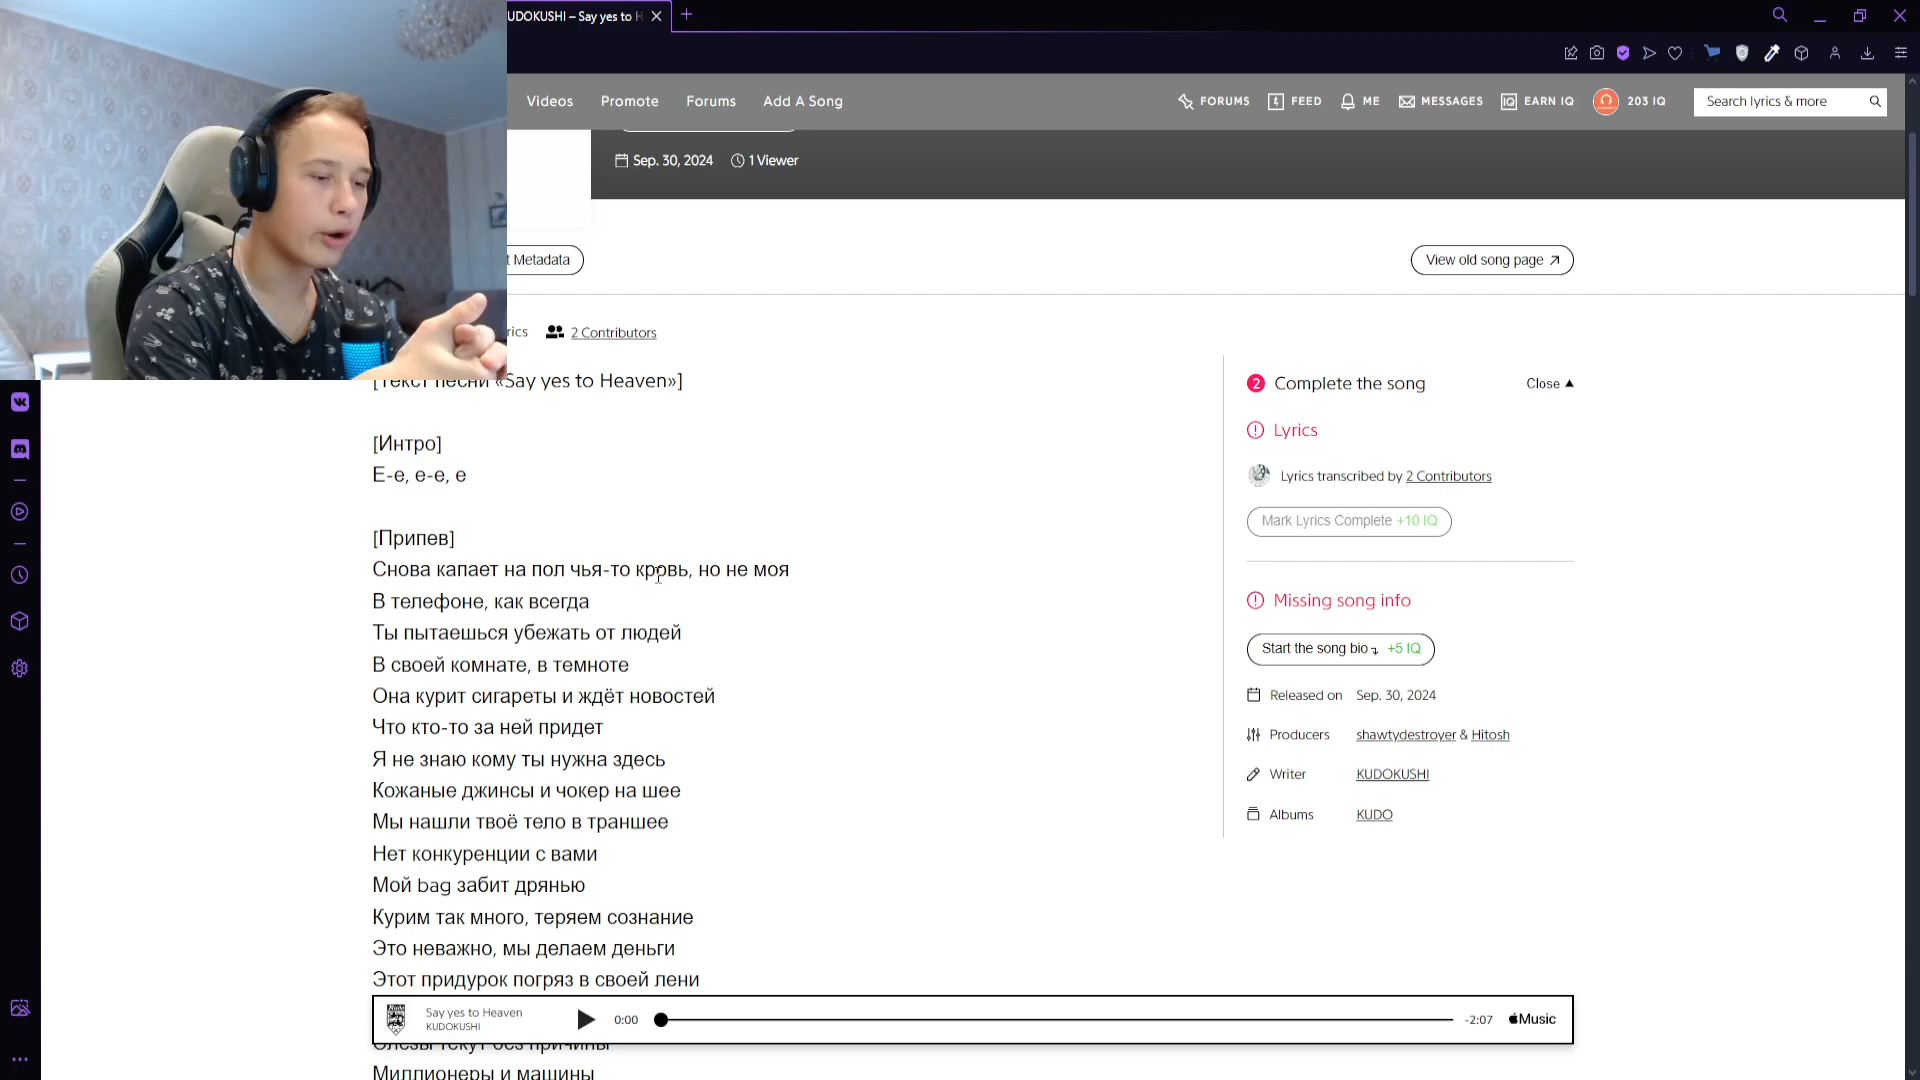 UDOKUSHI – Say yes to H
Videos
Promote
Forums
Add A Song
FORUMS
FEED
ME
MESSAGES
EARN IQ
203 IQ
Search lyrics & more
Sep. 30, 2024
1 Viewer
t Metadata
View old song page
rics
2 Contributors
[Текст песни «Say yes to Heaven»]
[Интро]
Е-е, е-е, е
[Припев]
Снова капает на пол чья-то кровь, но не моя
В телефоне, как всегда
Ты пытаешься убежать от людей
В своей комнате, в темноте
Она курит сигареты и ждёт новостей
Что кто-то за ней придет
Я не знаю кому ты нужна здесь
Кожаные джинсы и чокер на шее
Мы нашли твоё тело в траншее
Нет конкуренции с вами
Мой bag забит дрянью
Курим так много, теряем сознание
Это неважно, мы делаем деньги
Этот придурок погряз в своей лени
Слёзы текут без причины
Миллионеры и машины
2 Complete the song
Close
Lyrics
Lyrics transcribed by 2 Contributors
Mark Lyrics Complete +10 IQ
Missing song info
Start the song bio +5 IQ
Released on Sep. 30, 2024
Producers shawtydestroyer & Hitosh
Writer KUDOKUSHI
Albums KUDO
Say yes to Heaven
KUDOKUSHI
0:00
-2:07
Music